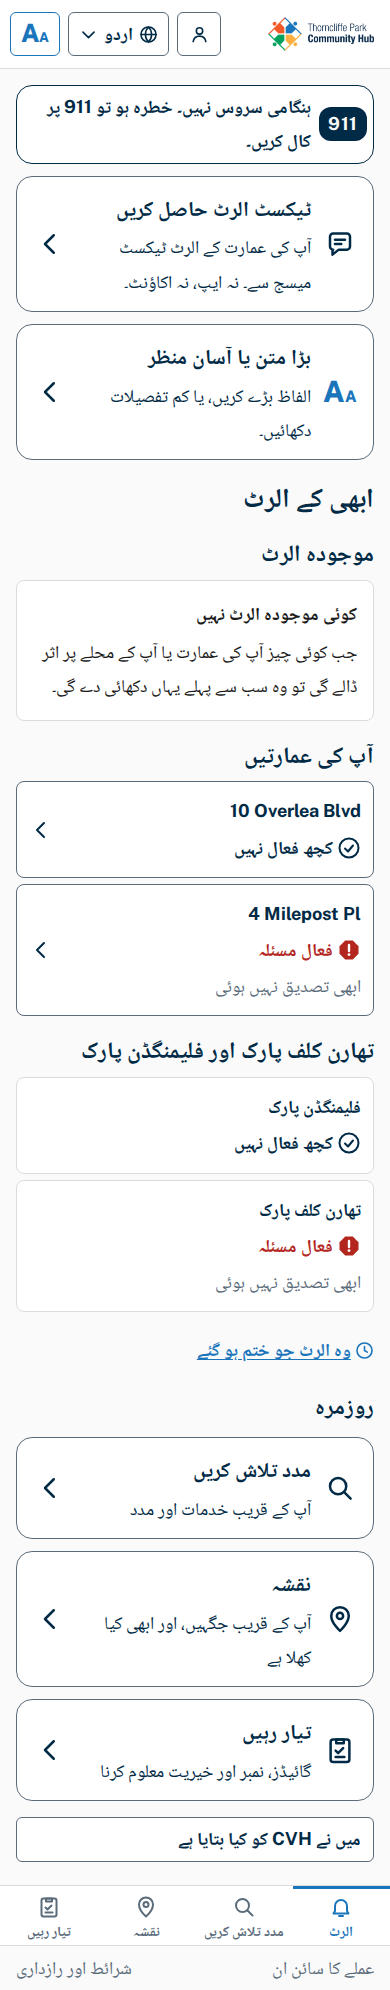 Thorncliffe Park
Community Hub
اردو
AA
911
ہنگامی سروس نہیں۔ خطرہ ہو تو 911 پر
کال کریں۔
ٹیکسٹ الرٹ حاصل کریں
آپ کی عمارت کے الرٹ ٹیکسٹ
میسج سے۔ نہ ایپ، نہ اکاؤنٹ۔
AA
بڑا متن یا آسان منظر
الفاظ بڑے کریں، یا کم تفصیلات
دکھائیں۔
ابھی کے الرٹ
موجودہ الرٹ
کوئی موجودہ الرٹ نہیں
جب کوئی چیز آپ کی عمارت یا آپ کے محلے پر اثر
ڈالے گی تو وہ سب سے پہلے یہاں دکھائی دے گی۔
آپ کی عمارتیں
10 Overlea Blvd
کچھ فعال نہیں
4 Milepost Pl
فعال مسئلہ
ابھی تصدیق نہیں ہوئی
تھارن کلف پارک اور فلیمنگڈن پارک
فلیمنگڈن پارک
کچھ فعال نہیں
تھارن کلف پارک
فعال مسئلہ
ابھی تصدیق نہیں ہوئی
وہ الرٹ جو ختم ہو گئے
روزمرہ
مدد تلاش کریں
آپ کے قریب خدمات اور مدد
نقشہ
آپ کے قریب جگہیں، اور ابھی کیا
کھلا ہے
تیار رہیں
گائیڈز، نمبر اور خیریت معلوم کرنا
میں نے CVH کو کیا بتایا ہے
الرٹ
مدد تلاش کریں
نقشہ
تیار رہیں
عملے کا سائن ان
شرائط اور رازداری